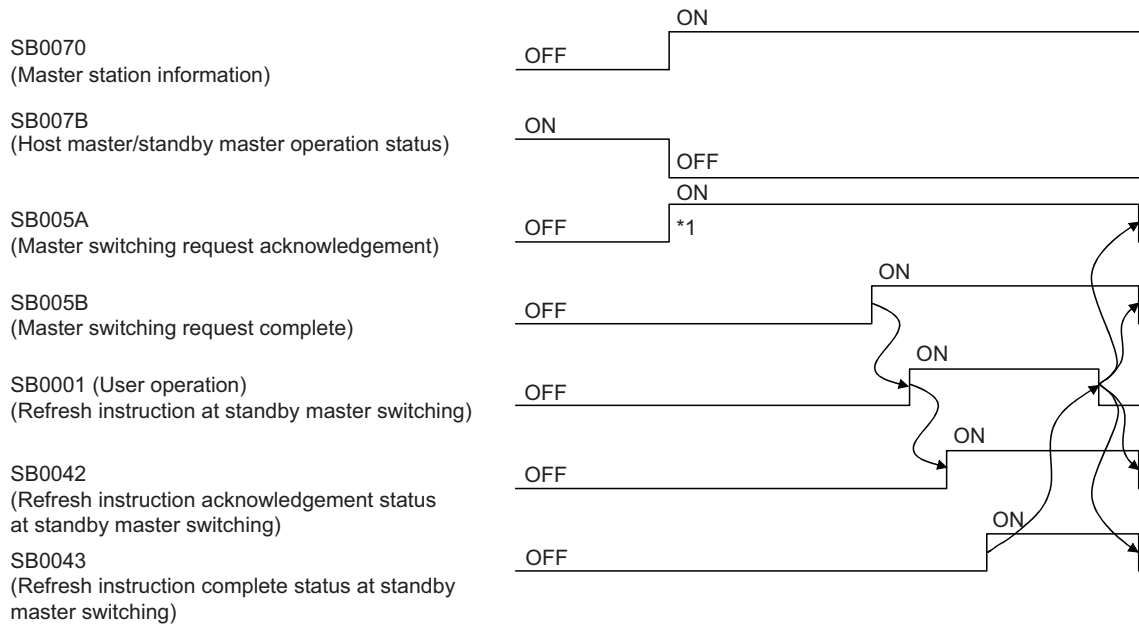 ON
SB0070
OFF
(Master station information)
SB007B
ON
(Host master/standby master operation status)
OFF
ON
SB005A
OFF
*1
(Master switching request acknowledgement)
ON
SB005B
OFF
(Master switching request complete)
ON
SB0001 (User operation)
OFF
(Refresh instruction at standby master switching)
ON
SB0042
OFF
(Refresh instruction acknowledgement status
at standby master switching)
ON
SB0043
OFF
(Refresh instruction complete status at standby
master switching)